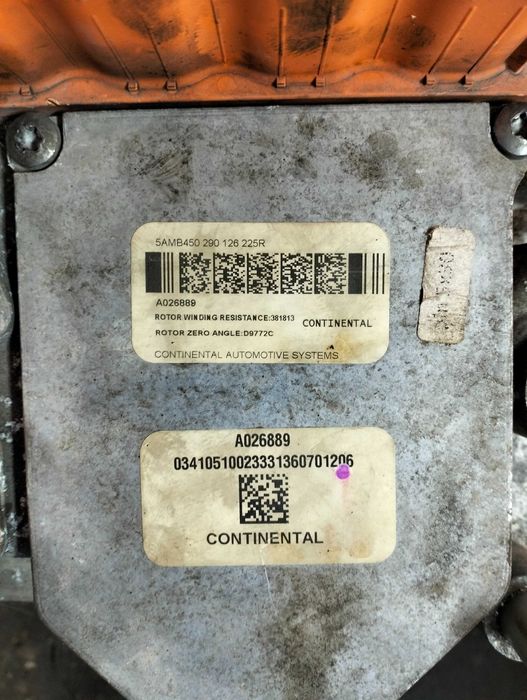 5AMB450 290 126 225R
A026889
ROTOR WINDING RESISTANCE:381813
CONTINENTAL
ROTOR ZERO ANGLE:D9772C
CONTINENTAL AUTOMOTIVE SYSTEMS
A026889
03410510023331360701206
CONTINENTAL